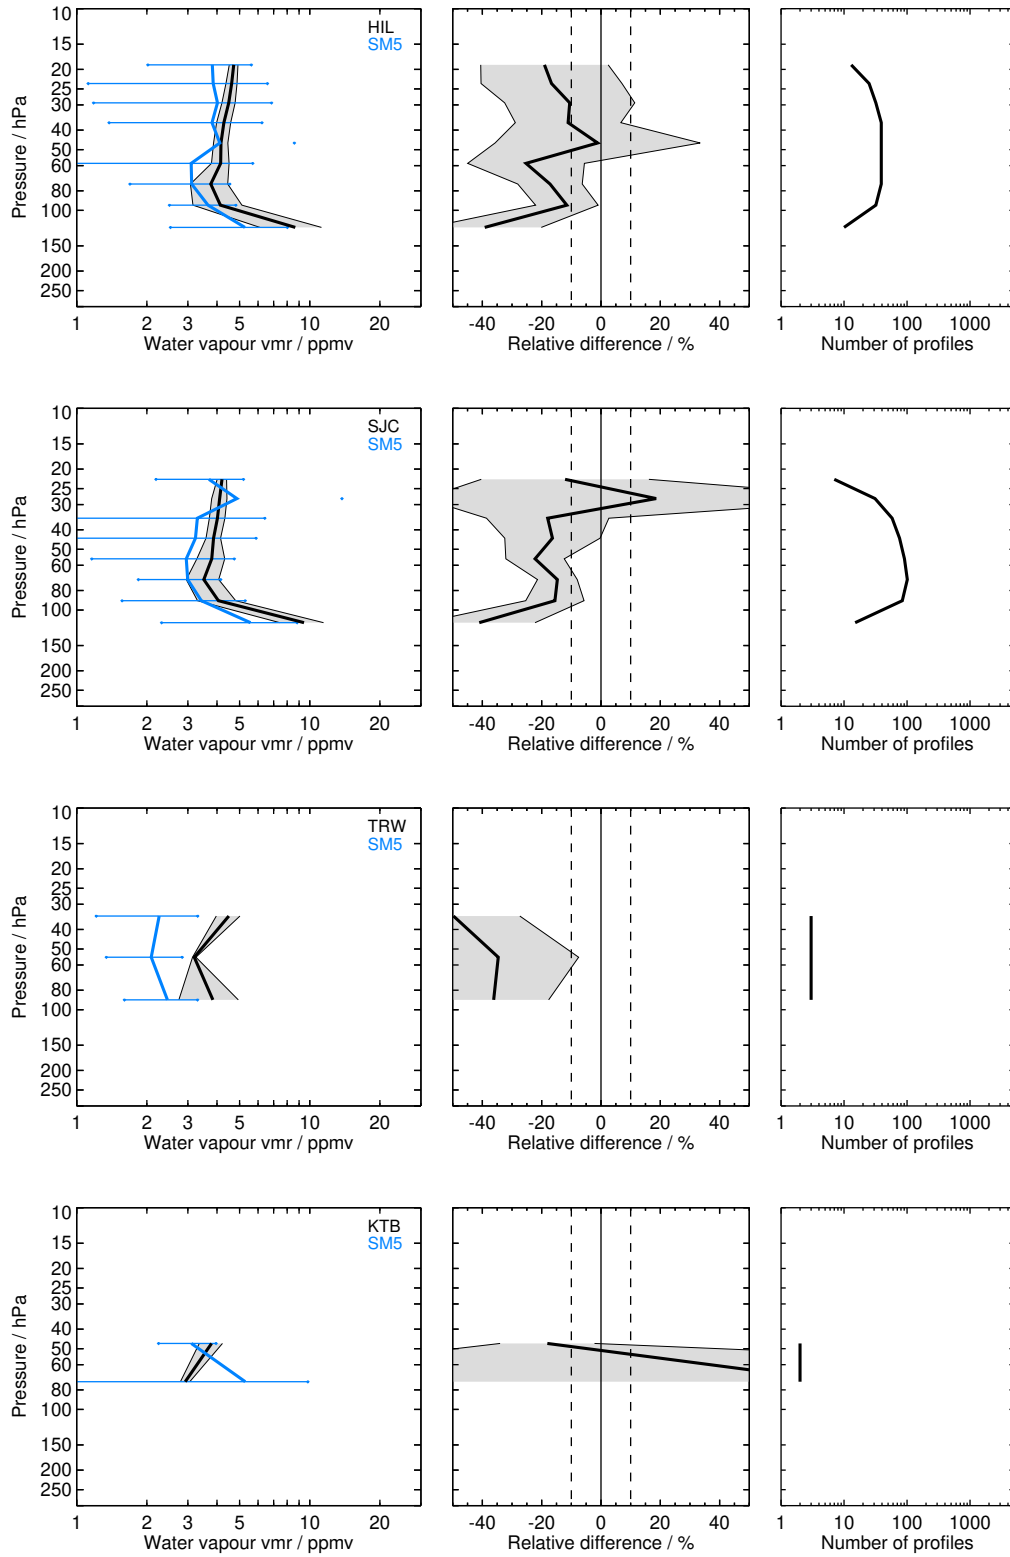 HIL
SM5
10
15
20
25
30
40
50
60
80
100
150
200
250
Pressure / hPa
1 2 3 5 10 20
Water vapour vmr / ppmv
-40 -20 0 20 40
Relative difference / %
1 10 100 1000
Number of profiles
SJC
SM5
10
15
20
25
30
40
50
60
80
100
150
200
250
Pressure / hPa
1 2 3 5 10 20
Water vapour vmr / ppmv
-40 -20 0 20 40
Relative difference / %
1 10 100 1000
Number of profiles
TRW
SM5
10
15
20
25
30
40
50
60
80
100
150
200
250
Pressure / hPa
1 2 3 5 10 20
Water vapour vmr / ppmv
-40 -20 0 20 40
Relative difference / %
1 10 100 1000
Number of profiles
KTB
SM5
10
15
20
25
30
40
50
60
80
100
150
200
250
Pressure / hPa
1 2 3 5 10 20
Water vapour vmr / ppmv
-40 -20 0 20 40
Relative difference / %
1 10 100 1000
Number of profiles